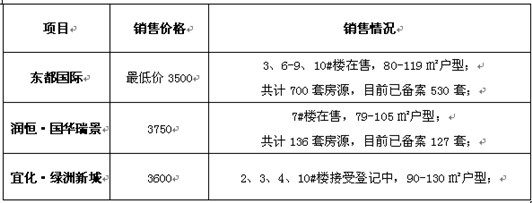 项目 销售价格 销售情况
东都国际 最低价 3500 3、6-9、10#楼在售，80-119 ㎡户型；
共计 700 套房源，目前已备案 530 套；
润恒·国华瑞景 3750 7#楼在售，79-105 ㎡户型；
共计 136 套房源，目前已备案 127 套；
宜化·绿洲新城 3600 2、3、4、10#楼接受登记中，90-130 ㎡户型；